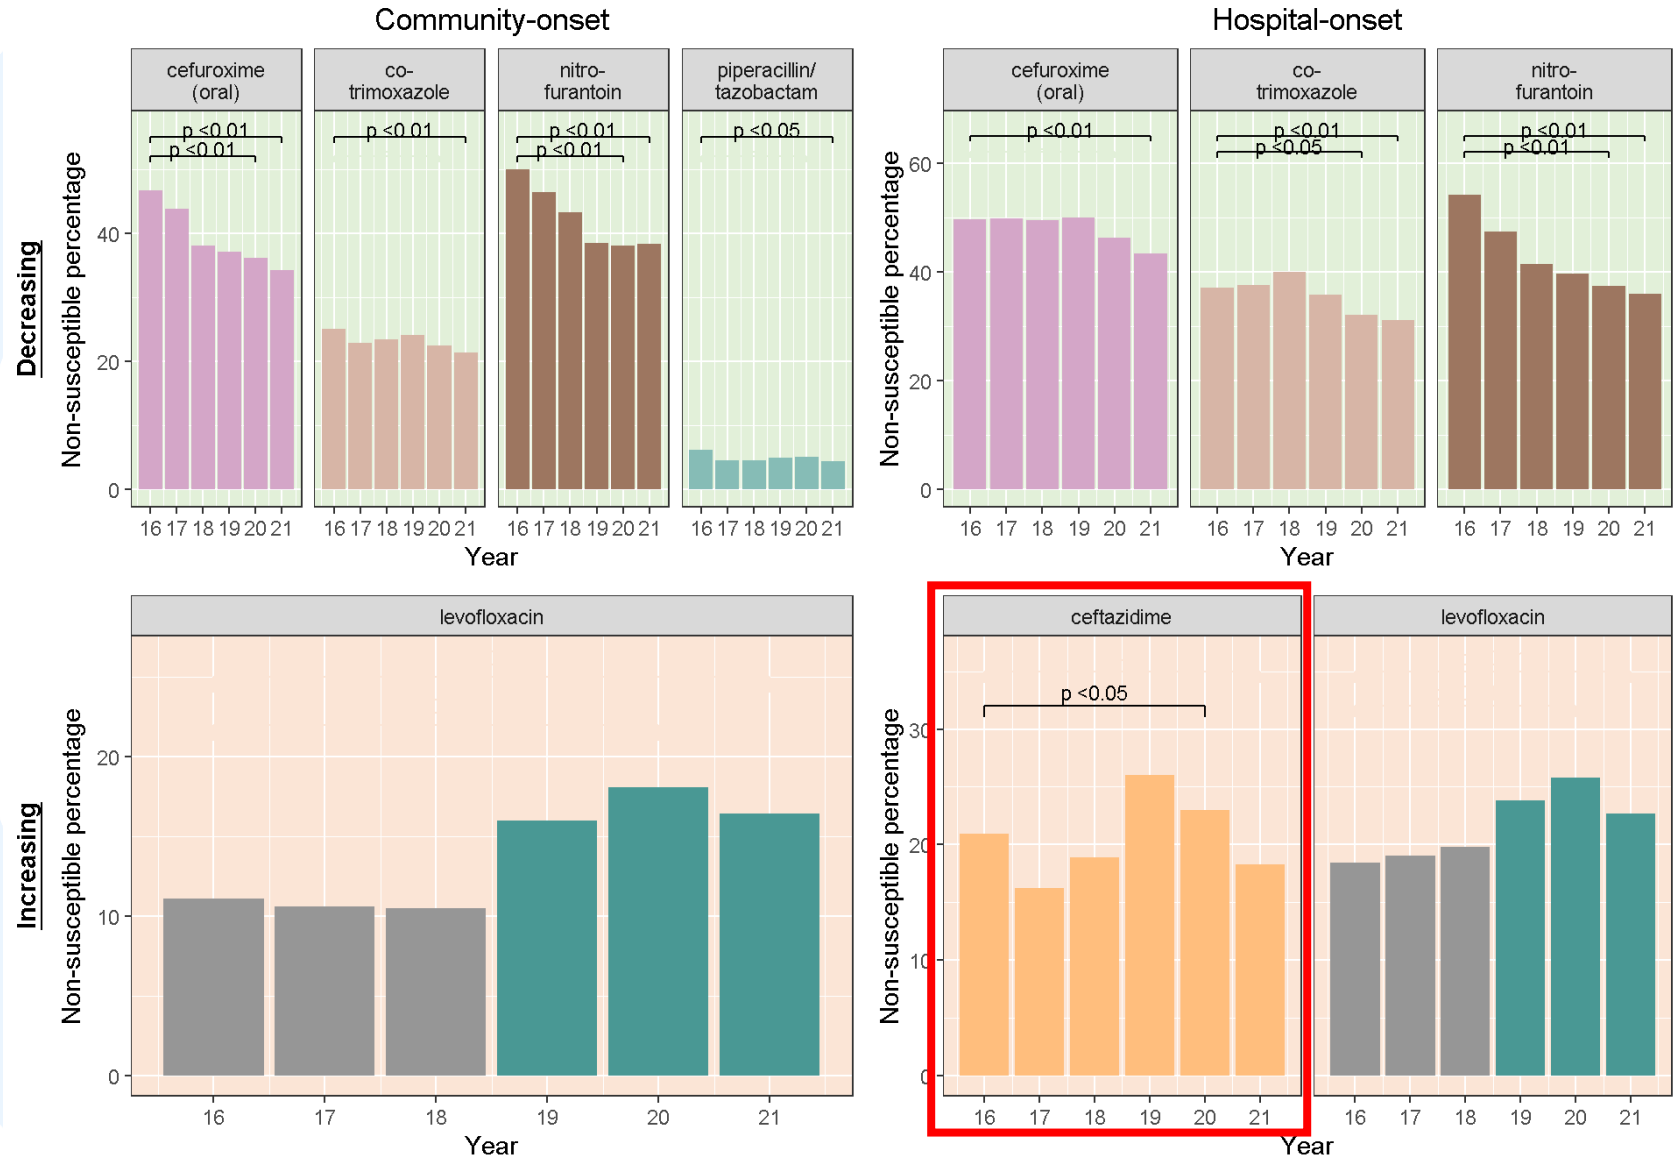 Community-onset
Hospital-onset
Decreasing
Non-susceptible percentage
cefuroxime
(oral)
co-
trimoxazole
nitro-
furantoin
piperacillin/
tazobactam
p <0.01
p <0.01
p <0.01
p <0.01
p <0.01
p <0.05
40
20
0
16 17 18 19 20 21
16 17 18 19 20 21
16 17 18 19 20 21
16 17 18 19 20 21
Year
Non-susceptible percentage
cefuroxime
(oral)
co-
trimoxazole
nitro-
furantoin
p <0.01
p <0.01
p <0.05
p <0.01
p <0.01
60
40
20
0
16 17 18 19 20 21
16 17 18 19 20 21
16 17 18 19 20 21
Year
Increasing
Non-susceptible percentage
levofloxacin
20
10
0
16 17 18 19 20 21
Year
Non-susceptible percentage
ceftazidime
levofloxacin
p <0.05
30
20
10
0
16 17 18 19 20 21
16 17 18 19 20 21
Year